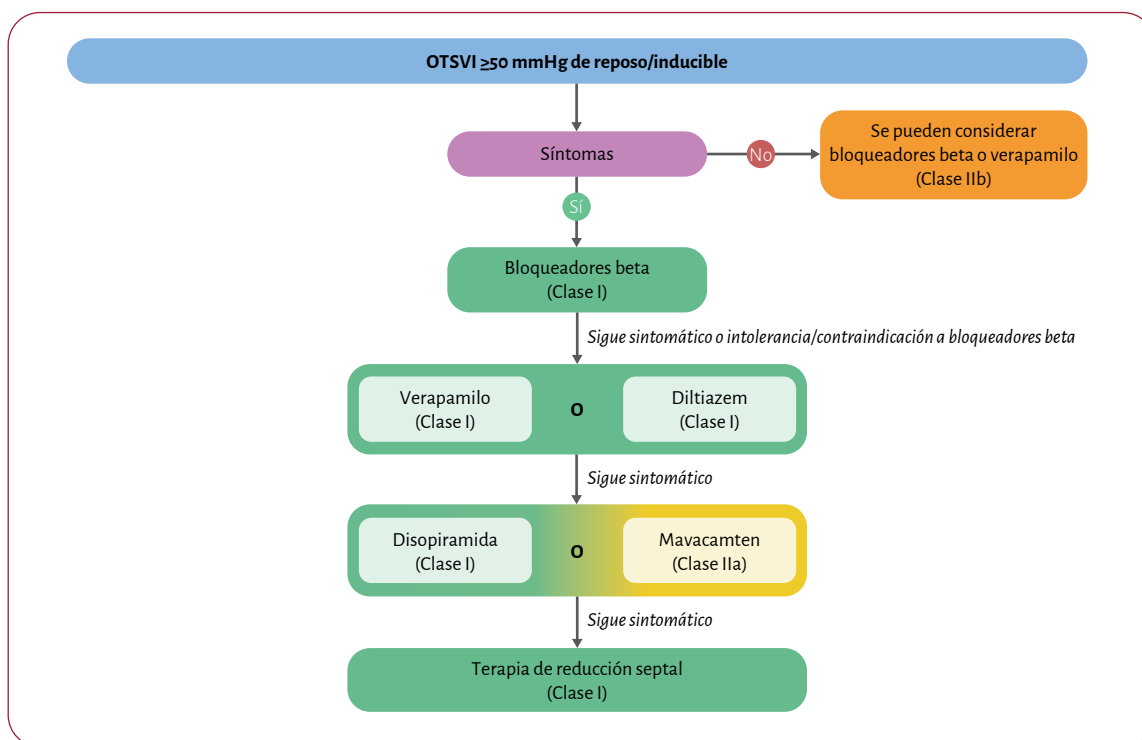 OTSVI ≥50 mmHg de reposo/inducible
Síntomas
No
Se pueden considerar
bloqueadores beta o verapamilo
(Clase IIb)
Sí
Bloqueadores beta
(Clase I)
Sigue sintomático o intolerancia/contraindicación a bloqueadores beta
Verapamilo
(Clase I)
O
Diltiazem
(Clase I)
Sigue sintomático
Disopiramida
(Clase I)
O
Mavacamten
(Clase IIa)
Sigue sintomático
Terapia de reducción septal
(Clase I)